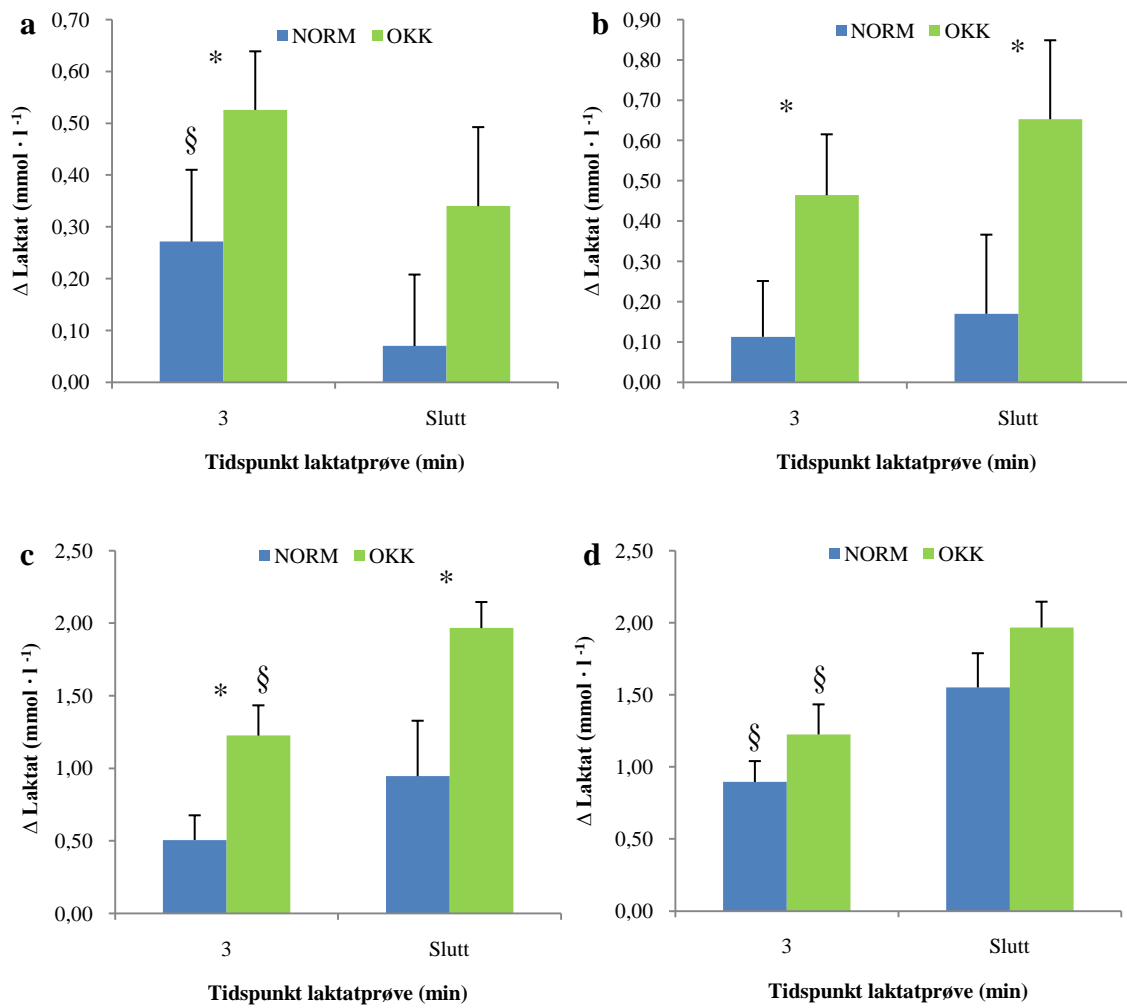 a
NORM OKK
Δ Laktat (mmol · l ⁻¹)
0,70
0,60
0,50
0,40
0,30
0,20
0,10
0,00
*
§
3 Slutt
Tidspunkt laktatprøve (min)
b
NORM OKK
Δ Laktat (mmol · l ⁻¹)
0,90
0,80
0,70
0,60
0,50
0,40
0,30
0,20
0,10
0,00
*
*
3 Slutt
Tidspunkt laktatprøve (min)
c
NORM OKK
Δ Laktat (mmol · l ⁻¹)
2,50
2,00
1,50
1,00
0,50
0,00
*
* §
3 Slutt
Tidspunkt laktatprøve (min)
d
NORM OKK
Δ Laktat (mmol · l ⁻¹)
2,50
2,00
1,50
1,00
0,50
0,00
§
§
3 Slutt
Tidspunkt laktatprøve (min)